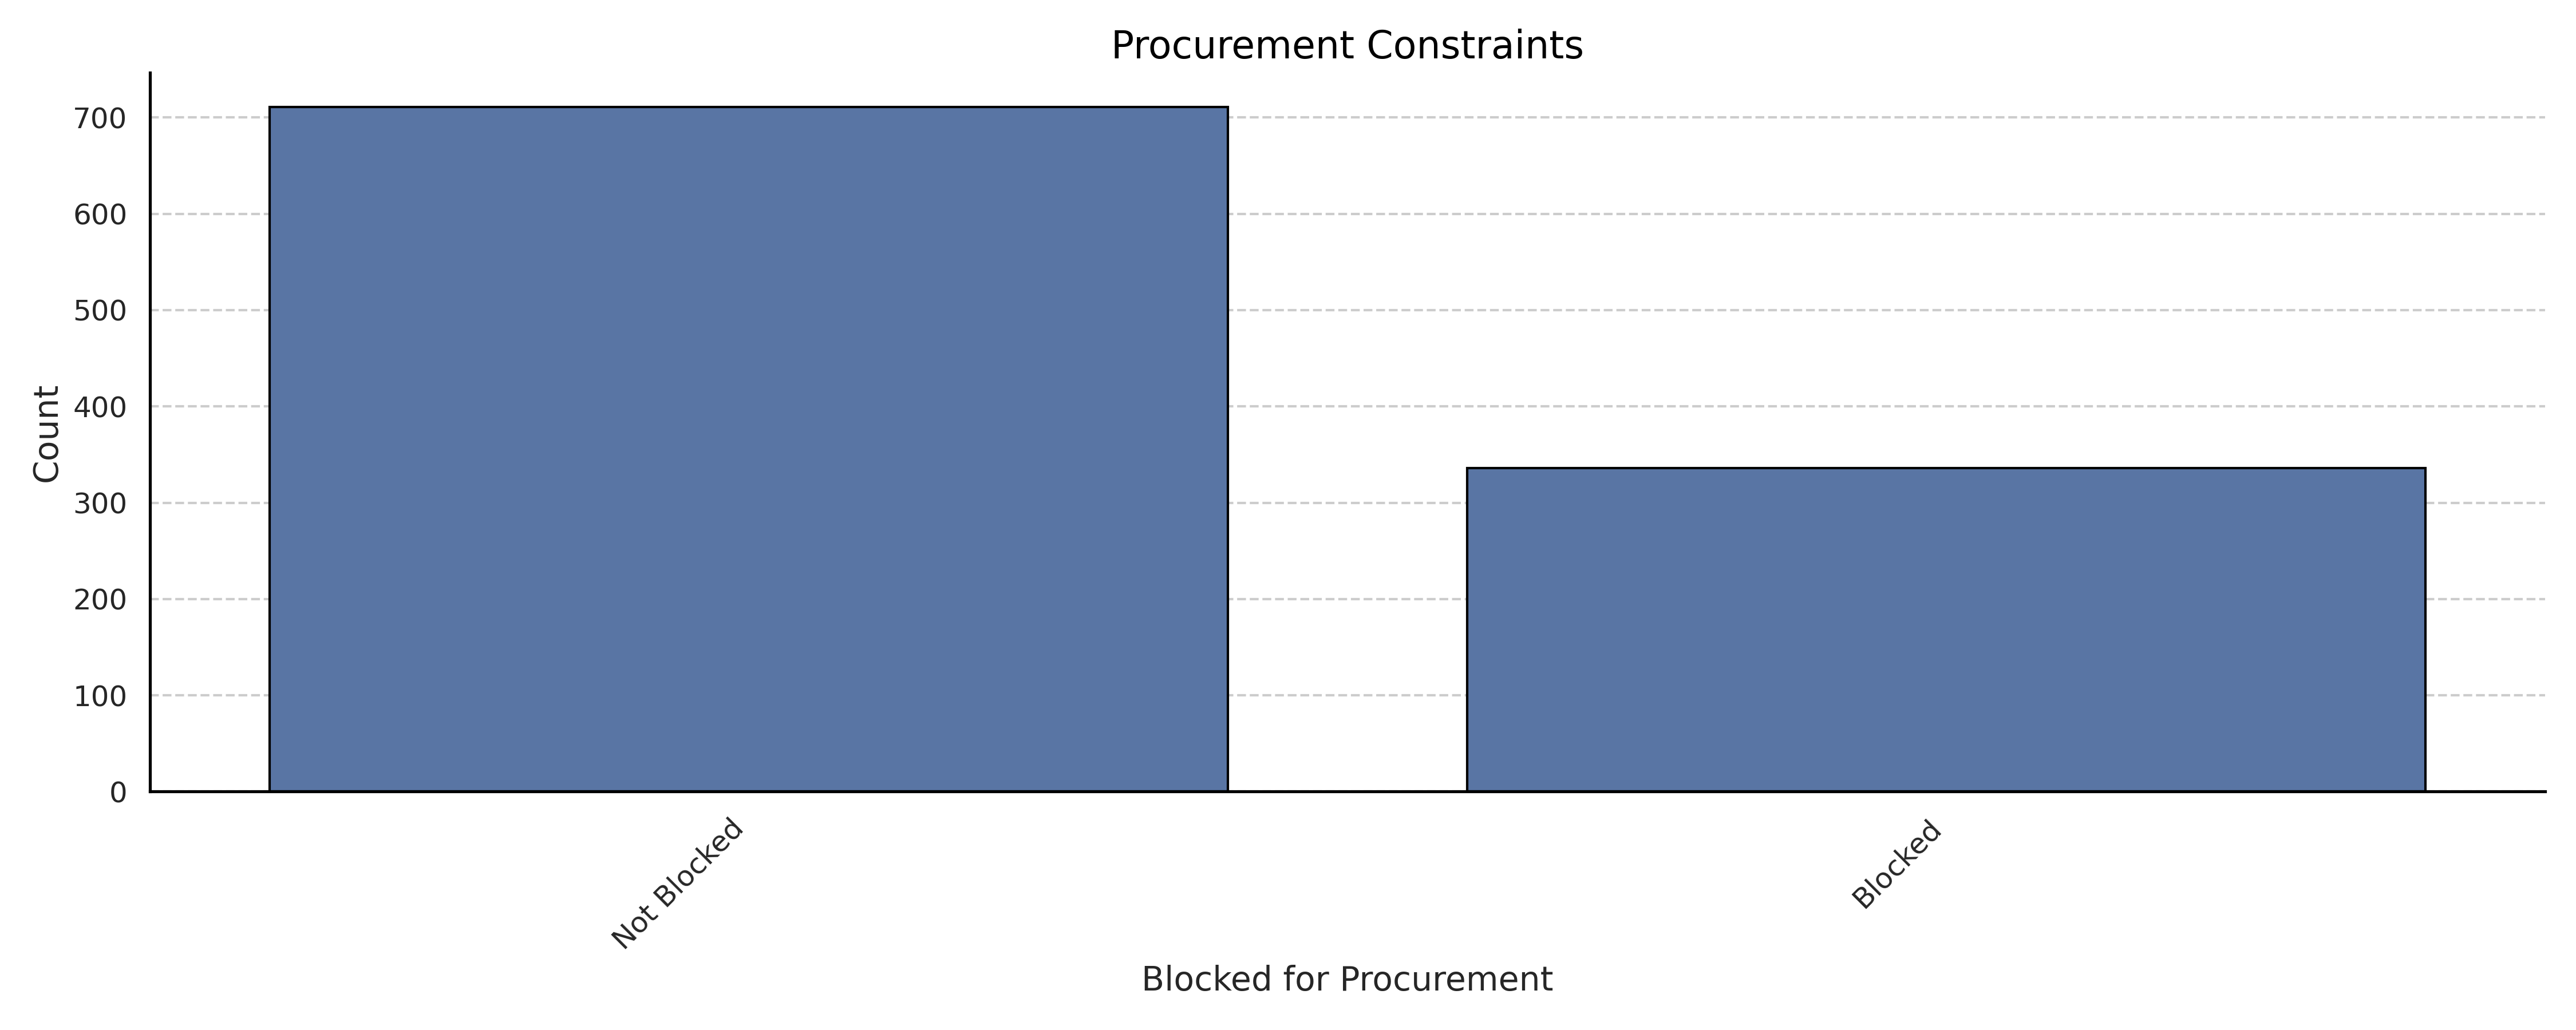 Procurement Constraints
700
600
500
400
300
200
100
0
Count
Not Blocked
Blocked
Blocked for Procurement